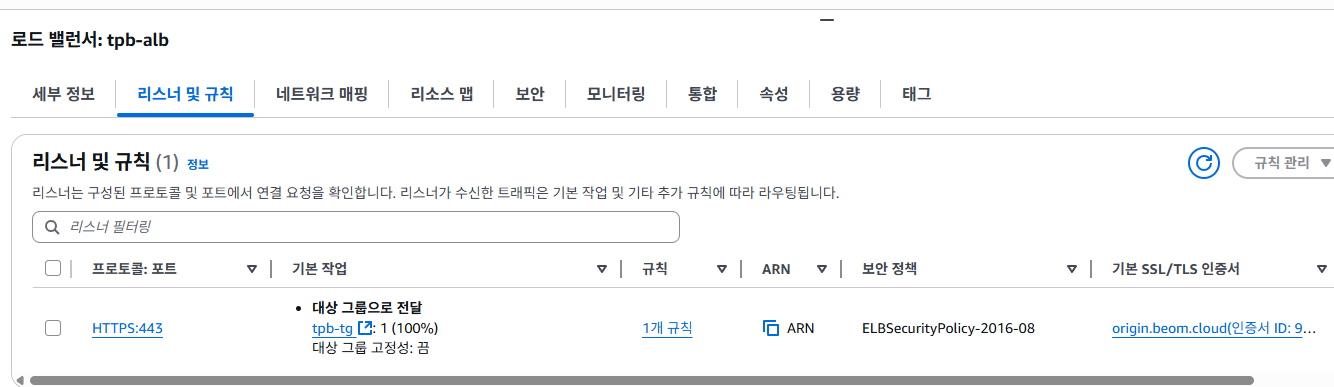 로드 밸런서: tpb-alb
세부 정보 리스너 및 규칙 네트워크 매핑 리소스 맵 보안 모니터링 통합 속성 용량 태그
리스너 및 규칙 (1) 정보
규칙 관리
리스너는 구성된 프로토콜 및 포트에서 연결 요청을 확인합니다. 리스너가 수신한 트래픽은 기본 작업 및 기타 추가 규칙에 따라 라우팅됩니다.
리스너 필터링
프로토콜: 포트 기본 작업 규칙 ARN 보안 정책 기본 SSL/TLS 인증서
• 대상 그룹으로 전달
HTTPS:443 tpb-tg : 1 (100%) 1개 규칙 ARN ELBSecurityPolicy-2016-08 origin.beom.cloud(인증서 ID: 9...
대상 그룹 고정성: 끔